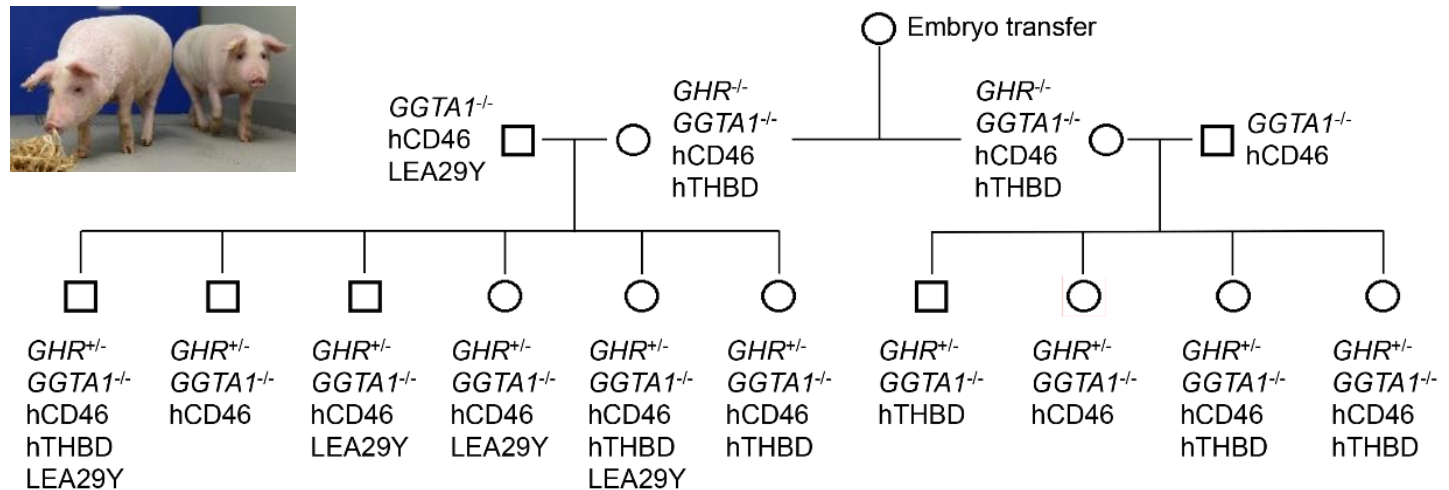 Embryo transfer
GGTA1-/-
hCD46
LEA29Y
GHR-/-
GGTA1-/-
hCD46
hTHBD
GHR-/-
GGTA1-/-
hCD46
hTHBD
GGTA1-/-
hCD46
GHR+/-
GGTA1-/-
hCD46
hTHBD
LEA29Y
GHR+/-
GGTA1-/-
hCD46
GHR+/-
GGTA1-/-
hCD46
LEA29Y
GHR+/-
GGTA1-/-
hCD46
LEA29Y
GHR+/-
GGTA1-/-
hCD46
hTHBD
LEA29Y
GHR+/-
GGTA1-/-
hCD46
hTHBD
GHR+/-
GGTA1-/-
hTHBD
GHR+/-
GGTA1-/-
hCD46
GHR+/-
GGTA1-/-
hCD46
hTHBD
GHR+/-
GGTA1-/-
hCD46
hTHBD